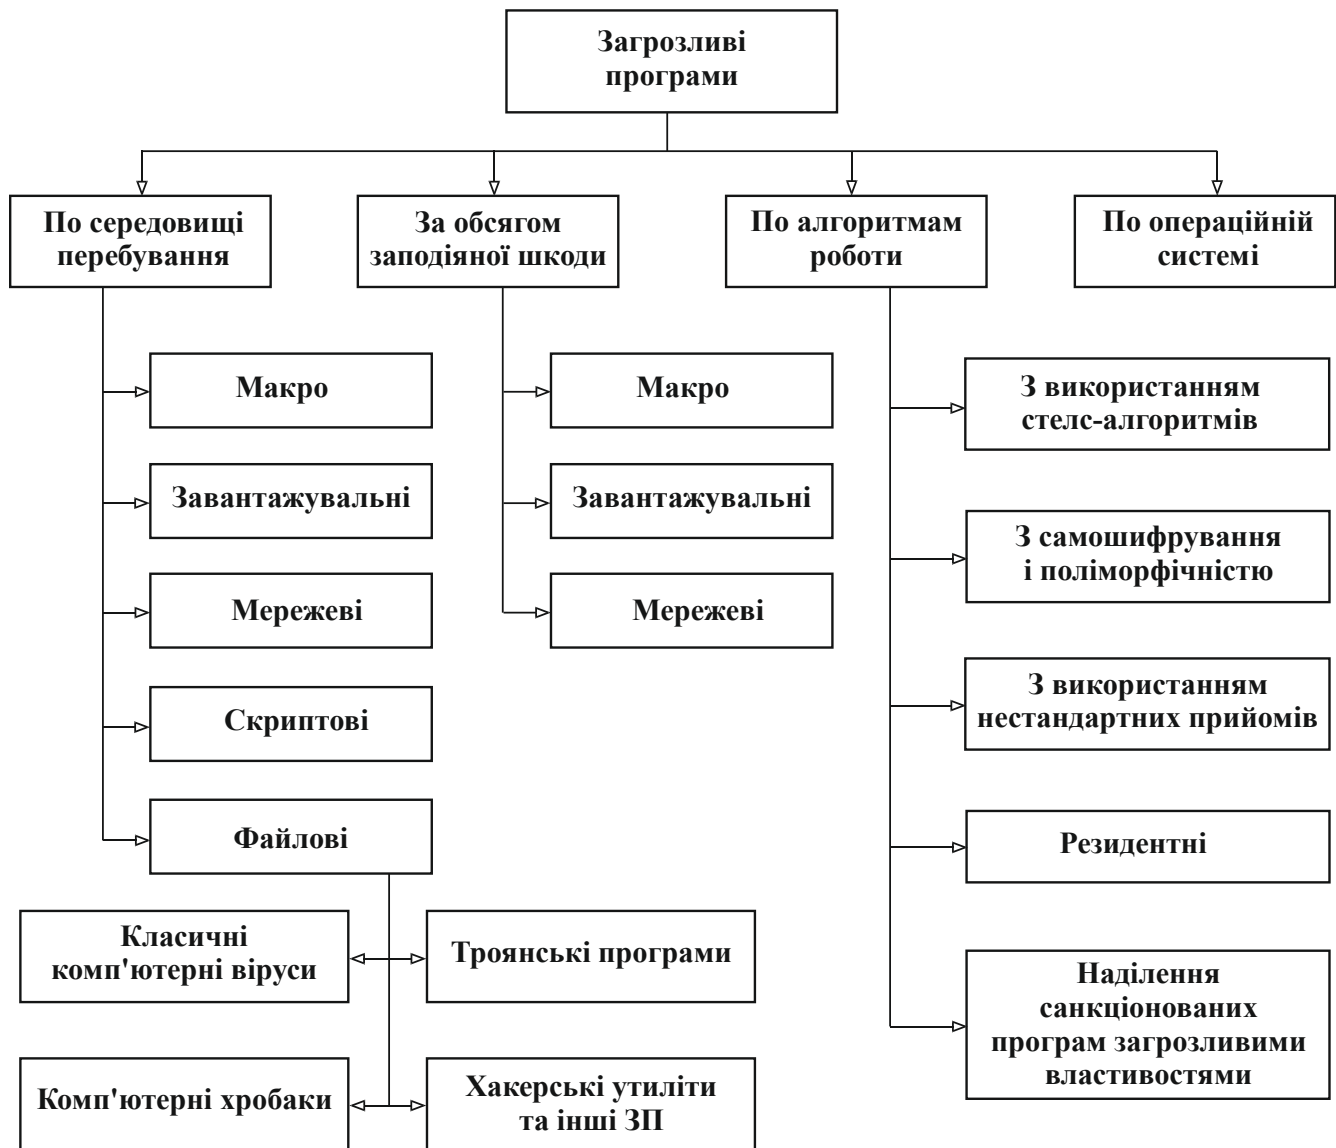 Загрозливі
програми
По середовищі
перебування
За обсягом
заподіяної шкоди
По алгоритмам
роботи
По операційній
системі
Макро
Завантажувальні
Мережеві
Скриптові
Файлові
Класичні
комп'ютерні віруси
Троянські програми
Комп'ютерні хробаки
Хакерські утиліти
та інші ЗП
Макро
Завантажувальні
Мережеві
З використанням
стелс-алгоритмів
З самошифрування
і поліморфічністю
З використанням
нестандартних прийомів
Резидентні
Наділення
санкціонованих
програм загрозливими
властивостями